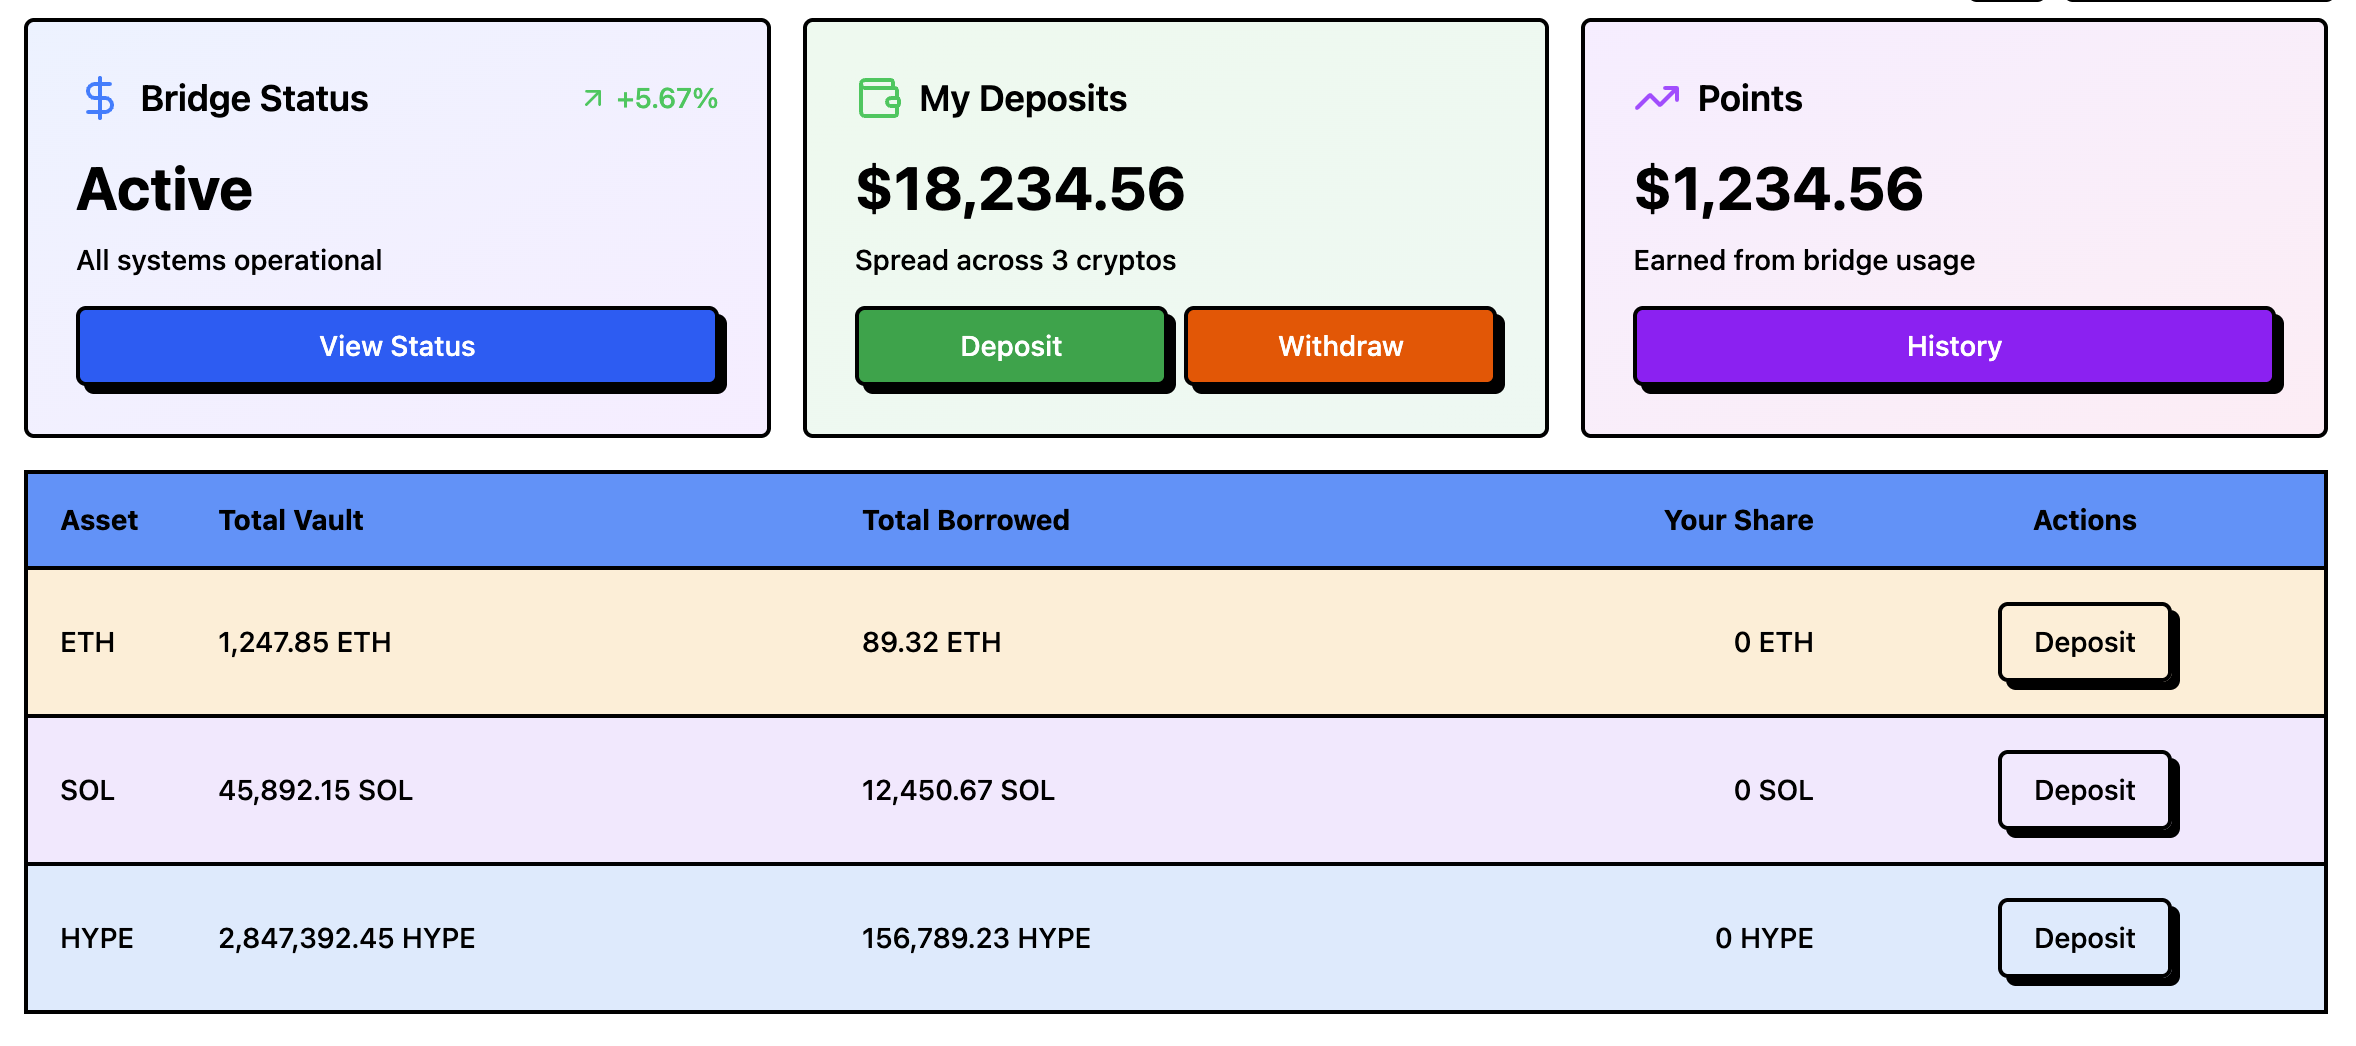 Bridge Status
+5.67%
Active
All systems operational
View Status
My Deposits
$18,234.56
Spread across 3 cryptos
Deposit
Withdraw
Points
$1,234.56
Earned from bridge usage
History
Asset Total Vault Total Borrowed Your Share Actions
ETH 1,247.85 ETH 89.32 ETH 0 ETH Deposit
SOL 45,892.15 SOL 12,450.67 SOL 0 SOL Deposit
HYPE 2,847,392.45 HYPE 156,789.23 HYPE 0 HYPE Deposit